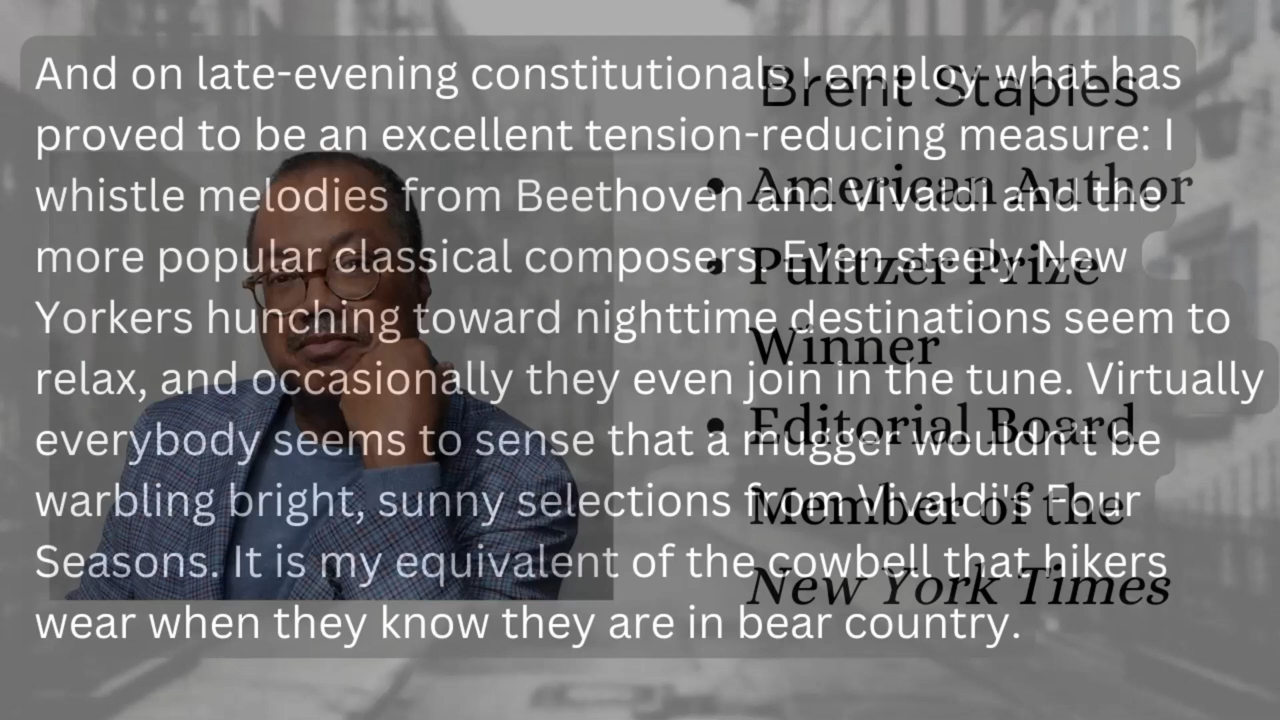 And on late-evening constitutionals I employ what has
proved to be an excellent tension-reducing measure: I
whistle melodies from Beethoven and Vivaldi and the
more popular classical composers. Even steely New
Yorkers hunching toward nighttime destinations seem to
relax, and occasionally they even join in the tune. Virtually
everybody seems to sense that a mugger wouldn't be
warbling bright, sunny selections from Vivaldi's Four
Seasons. It is my equivalent of the cowbell that hikers
wear when they know they are in bear country.
Brent Staples
• American Author
• Pulitzer Prize
Winner
• Editorial Board
Member of the
New York Times